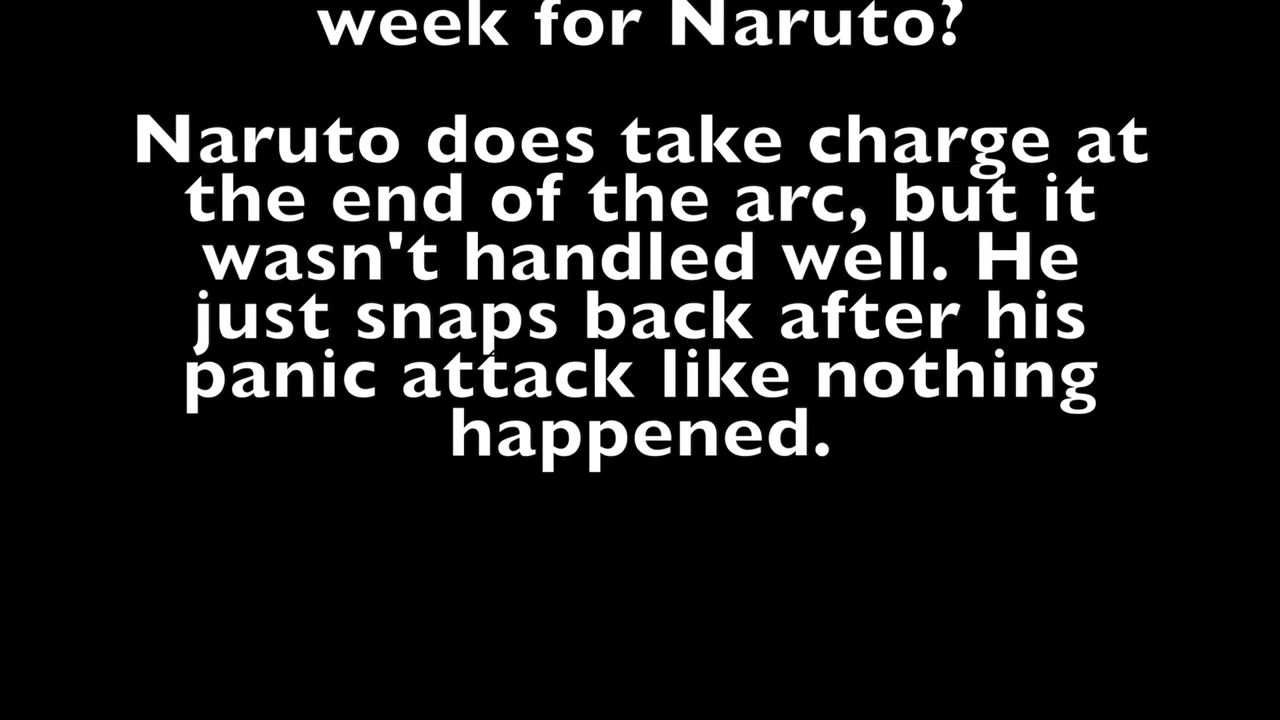 week for Naruto?
Naruto does take charge at
the end of the arc, but it
wasn't handled well. He
just snaps back after his
panic attack like nothing
happened.